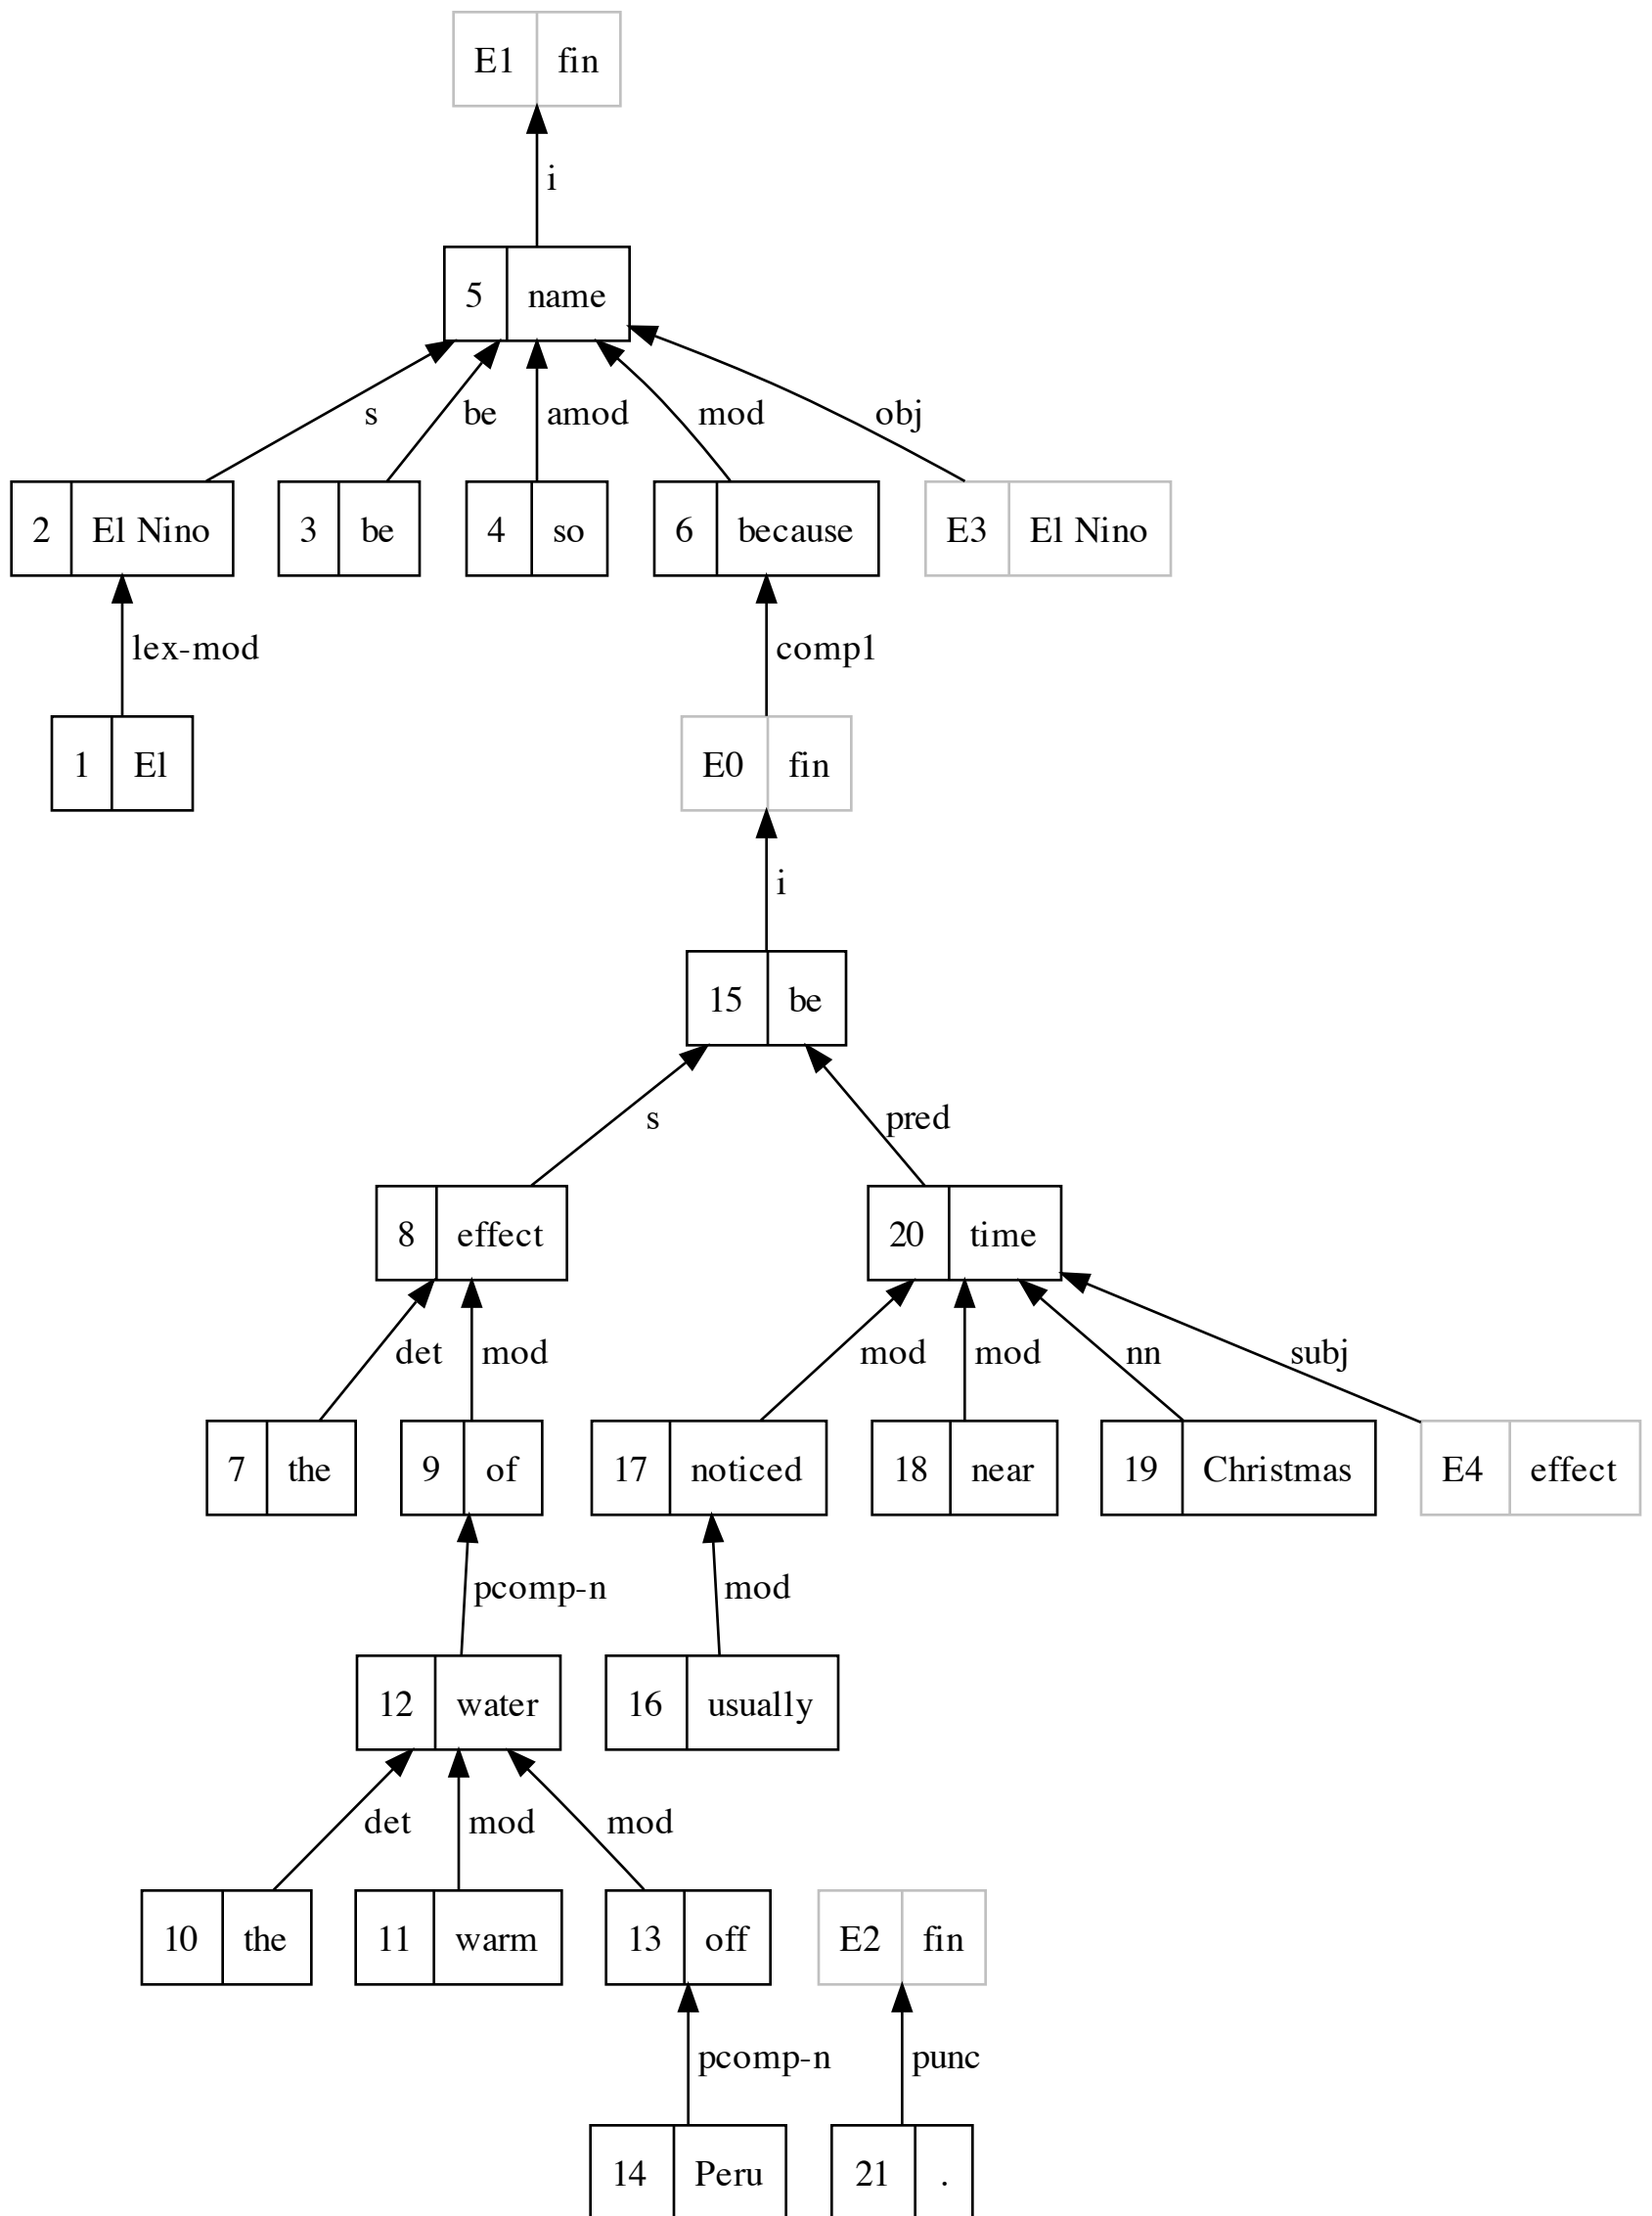 E1 fin
i
5 name
s be amod mod obj
2 El Nino 3 be 4 so 6 because E3 El Nino
lex-mod comp1
1 El E0 fin
i
15 be
s pred
8 effect 20 time
det mod mod mod nn subj
7 the 9 of 17 noticed 18 near 19 Christmas E4 effect
pcomp-n mod
12 water 16 usually
det mod mod
10 the 11 warm 13 off E2 fin
pcomp-n punc
14 Peru 21 .